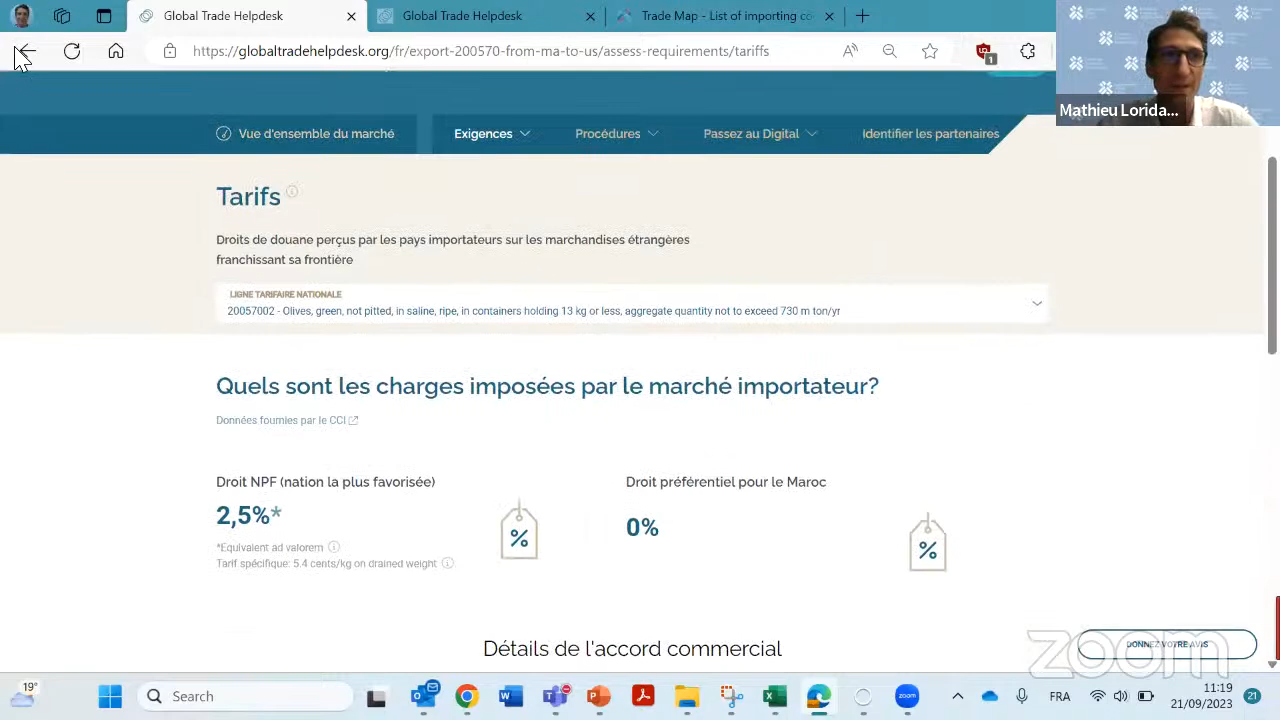 Global Trade Helpdesk
Global Trade Helpdesk
Trade Map - List of importing co
https://globaltradehelpdesk.org/fr/export-200570-from-ma-to-us/assess-requirements/tariffs
1
Mathieu Lorida...
Vue d'ensemble du marché
Exigences
Procédures
Passez au Digital
Identifier les partenaires
Tarifs
Droits de douane perçus par les pays importateurs sur les marchandises étrangères
franchissant sa frontière
LIGNE TARIFAIRE NATIONALE
20057002 - Olives, green, not pitted, in saline, ripe, in containers holding 13 kg or less, aggregate quantity not to exceed 730 m ton/yr
Quels sont les charges imposées par le marché importateur?
Données fournies par le CCI
Droit NPF (nation la plus favorisée)
2,5%*
*Equivalent ad valorem
Tarif spécifique: 5.4 cents/kg on drained weight
Droit préférentiel pour le Maroc
0%
%
%
Détails de l'accord commercial
DONNEZ VOTRE AVIS
zoom
19°
Search
zoom
FRA
11:19
21/09/2023
21